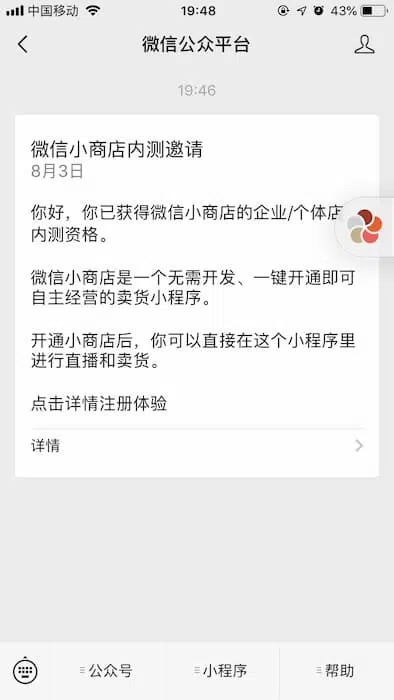 中国移动 19:48 43%
微信公众平台
19:46
微信小商店内测邀请
8月3日
你好，你已获得微信小商店的企业/个体店
内测资格。
微信小商店是一个无需开发、一键开通即可
自主经营的卖货小程序。
开通小商店后，你可以直接在这个小程序里
进行直播和卖货。
点击详情注册体验
详情
公众号 小程序 帮助